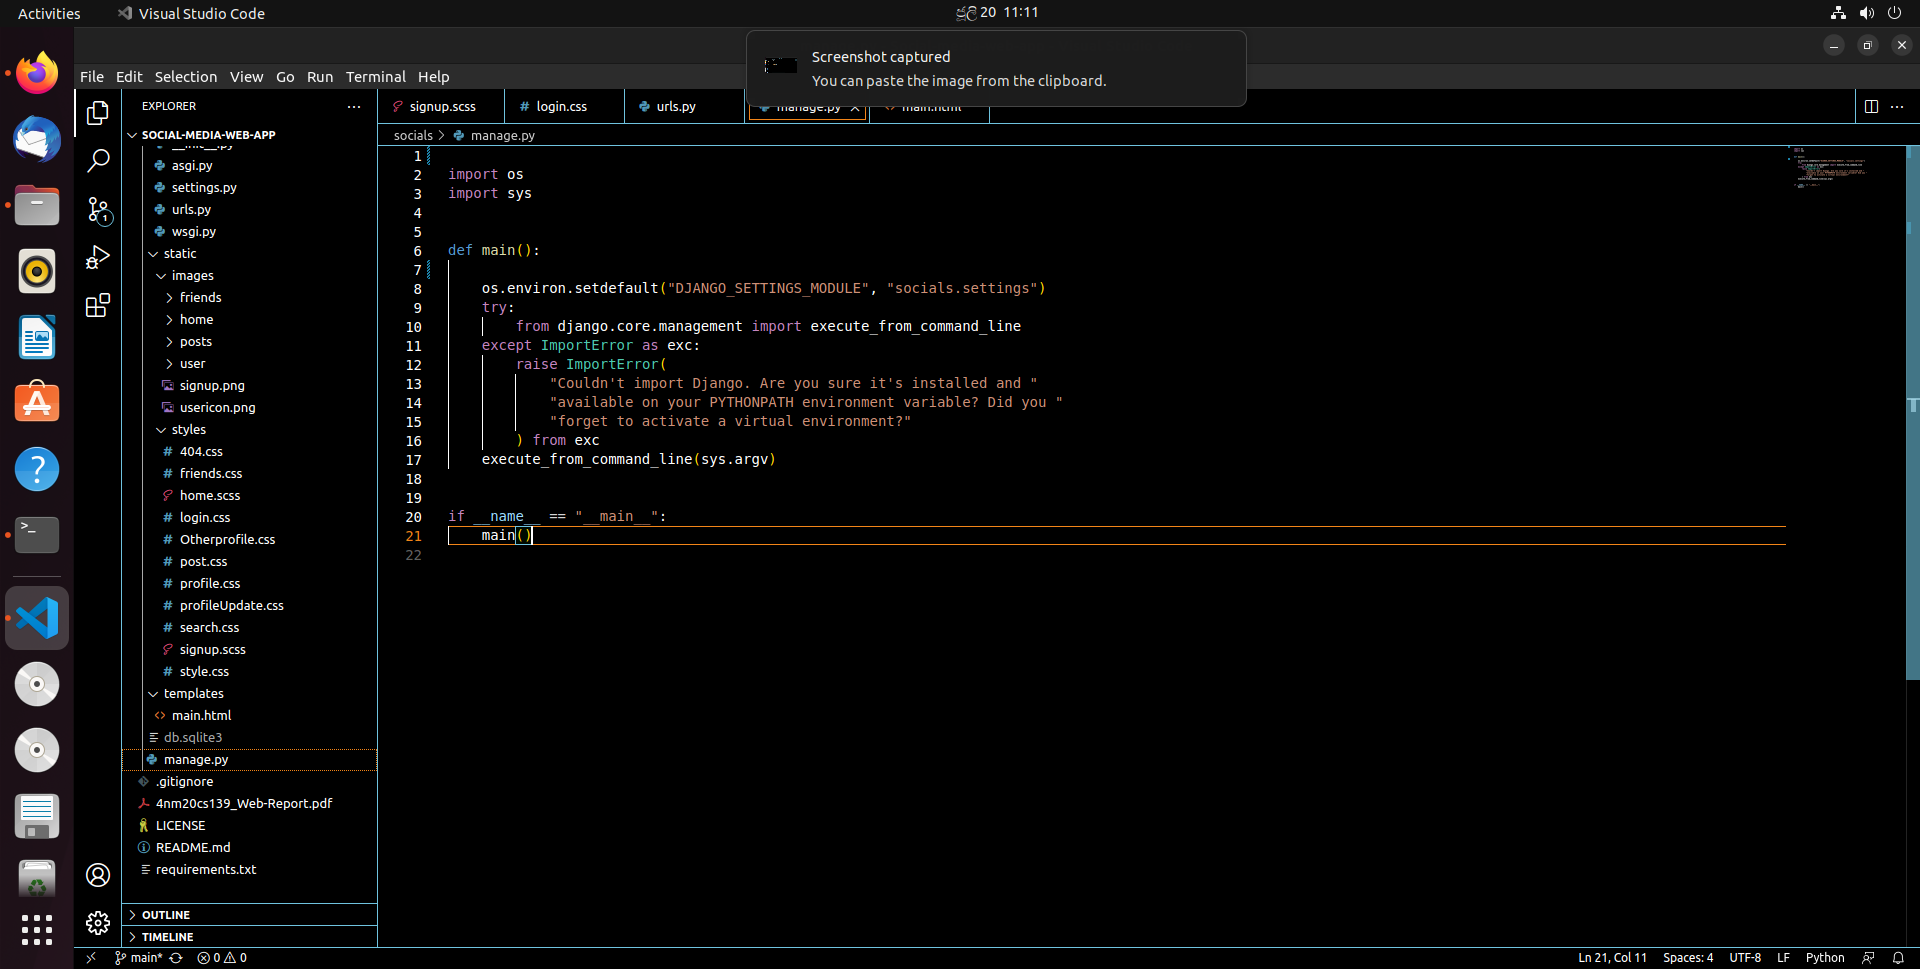 Activities
Visual Studio Code
ජූලි 20 11:11
Screenshot captured
You can paste the image from the clipboard.
File Edit Selection View Go Run Terminal Help
EXPLORER
signup.scss
login.css
urls.py
manage.py
main.html
SOCIAL-MEDIA-WEB-APP
socials > manage.py
__init__.py
asgi.py
settings.py
urls.py
wsgi.py
static
images
friends
home
posts
user
signup.png
usericon.png
styles
404.css
friends.css
home.scss
login.css
Otherprofile.css
post.css
profile.css
profileUpdate.css
search.css
signup.scss
style.css
templates
main.html
db.sqlite3
manage.py
.gitignore
4nm20cs139_Web-Report.pdf
LICENSE
README.md
requirements.txt
OUTLINE
TIMELINE
1
1
2 import os
3 import sys
4
5
6 def main():
7
8 os.environ.setdefault("DJANGO_SETTINGS_MODULE", "socials.settings")
9 try:
10 from django.core.management import execute_from_command_line
11 except ImportError as exc:
12 raise ImportError(
13 "Couldn't import Django. Are you sure it's installed and "
14 "available on your PYTHONPATH environment variable? Did you "
15 "forget to activate a virtual environment?"
16 ) from exc
17 execute_from_command_line(sys.argv)
18
19
20 if __name__ == "__main__":
21 main()
22
main* 0 0
Ln 21, Col 11 Spaces: 4 UTF-8 LF Python